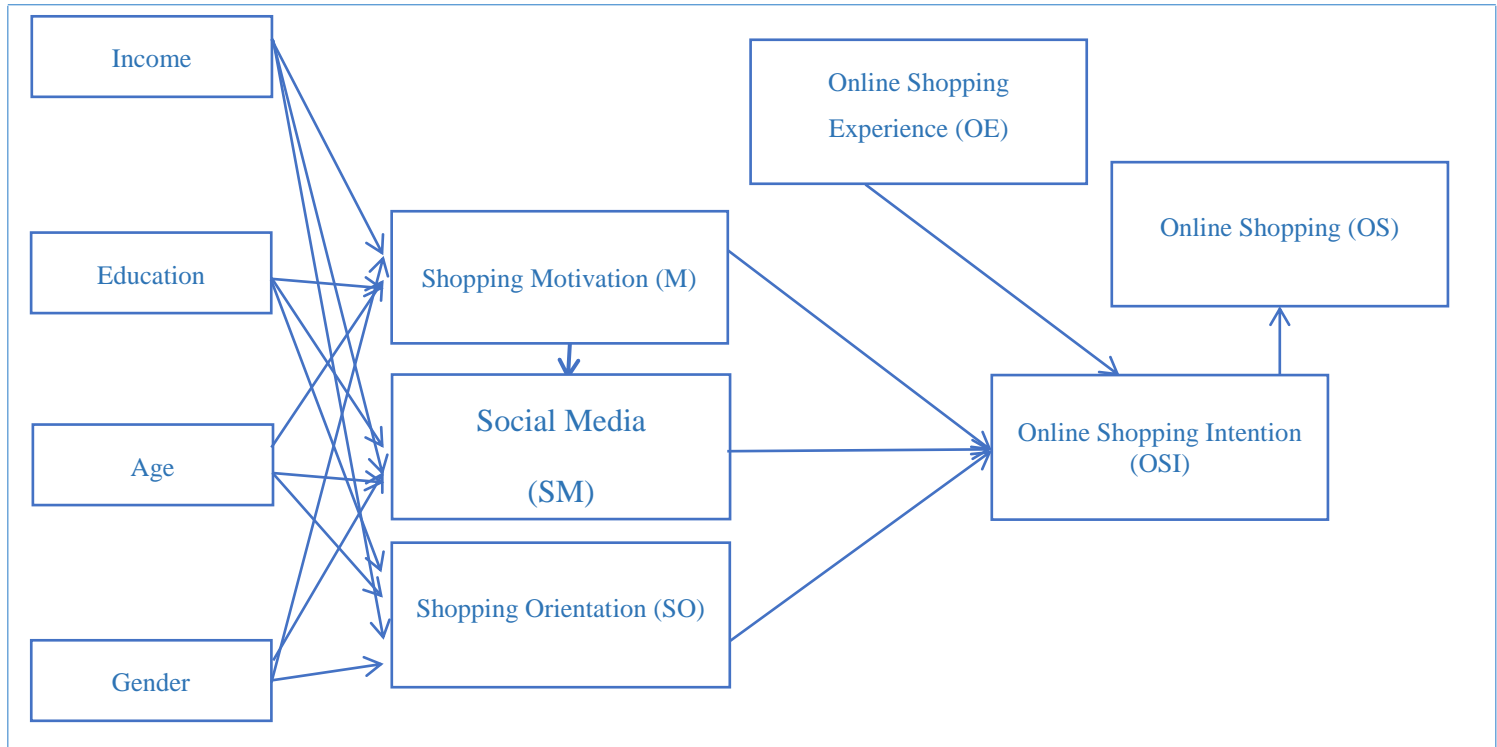 Income
Education
Age
Gender
Shopping Motivation (M)
Social Media
(SM)
Shopping Orientation (SO)
Online Shopping
Experience (OE)
Online Shopping (OS)
Online Shopping Intention
(OSI)